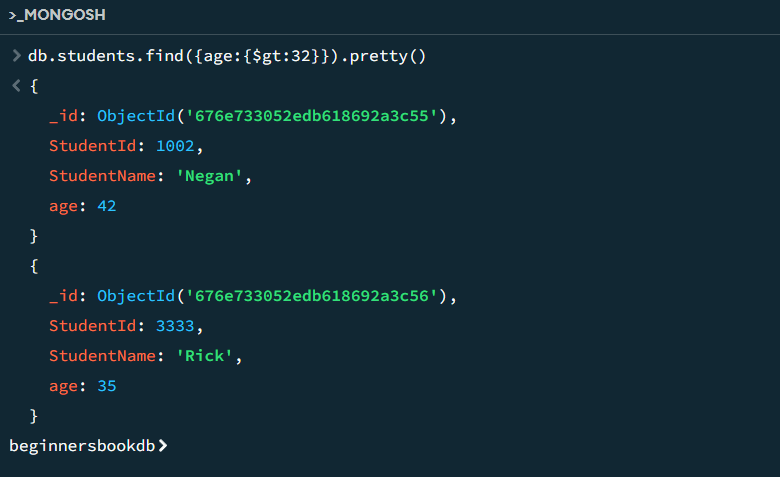 >_MONGOSH
> db.students.find({age:{$gt:32}}).pretty()
< {
_id: ObjectId('676e733052edb618692a3c55'),
StudentId: 1002,
StudentName: 'Negan',
age: 42
}
{
_id: ObjectId('676e733052edb618692a3c56'),
StudentId: 3333,
StudentName: 'Rick',
age: 35
}
beginnersbookdb>